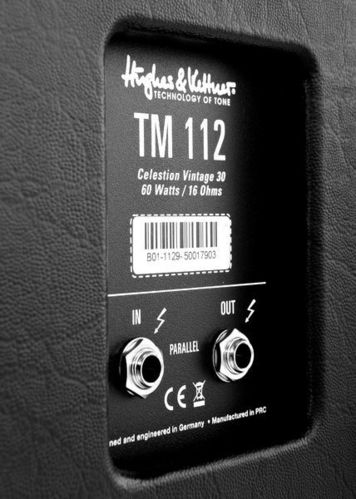 Hughes & Kettner
TECHNOLOGY OF TONE
TM 112
Celestion Vintage 30
60 Watts / 16 Ohms
B01-1129- 50017903
IN
OUT
PARALLEL
CE
and engineered in Germany • Manufactured in PRC